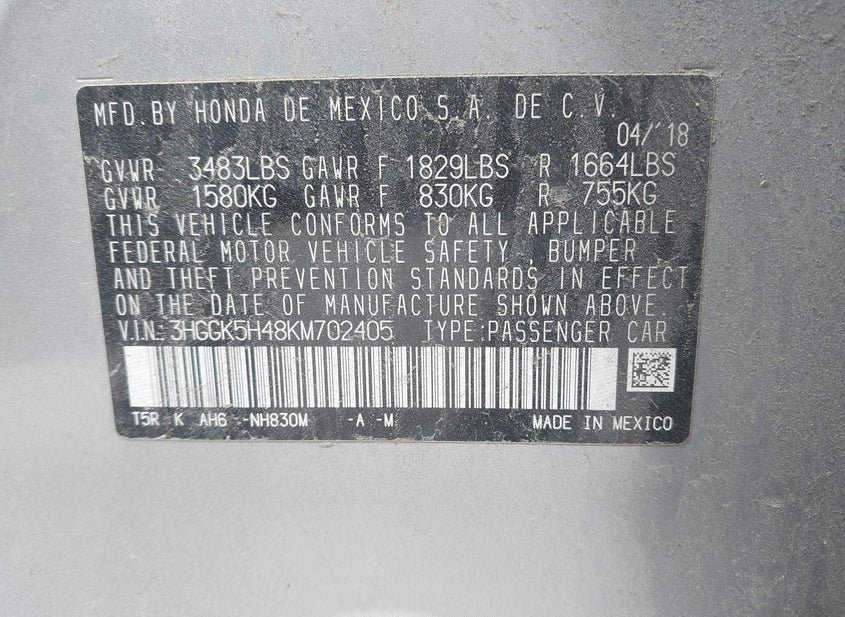 MFD.BY HONDA DE MEXICO S.A. DE C.V.
04/'18
GVWR 3483LBS GAWR F 1829LBS R 1664LBS
GVWR 1580KG GAWR F 830KG R 755KG
THIS VEHICLE CONFORMS TO ALL APPLICABLE
FEDERAL MOTOR VEHICLE SAFETY, BUMPER
AND THEFT PREVENTION STANDARDS IN EFFECT
ON THE DATE OF MANUFACTURE SHOWN ABOVE.
V.I.N.: 3HGGK5H48KM702405 TYPE:PASSENGER CAR
T5R K AH6 -NH830M -A -M MADE IN MEXICO